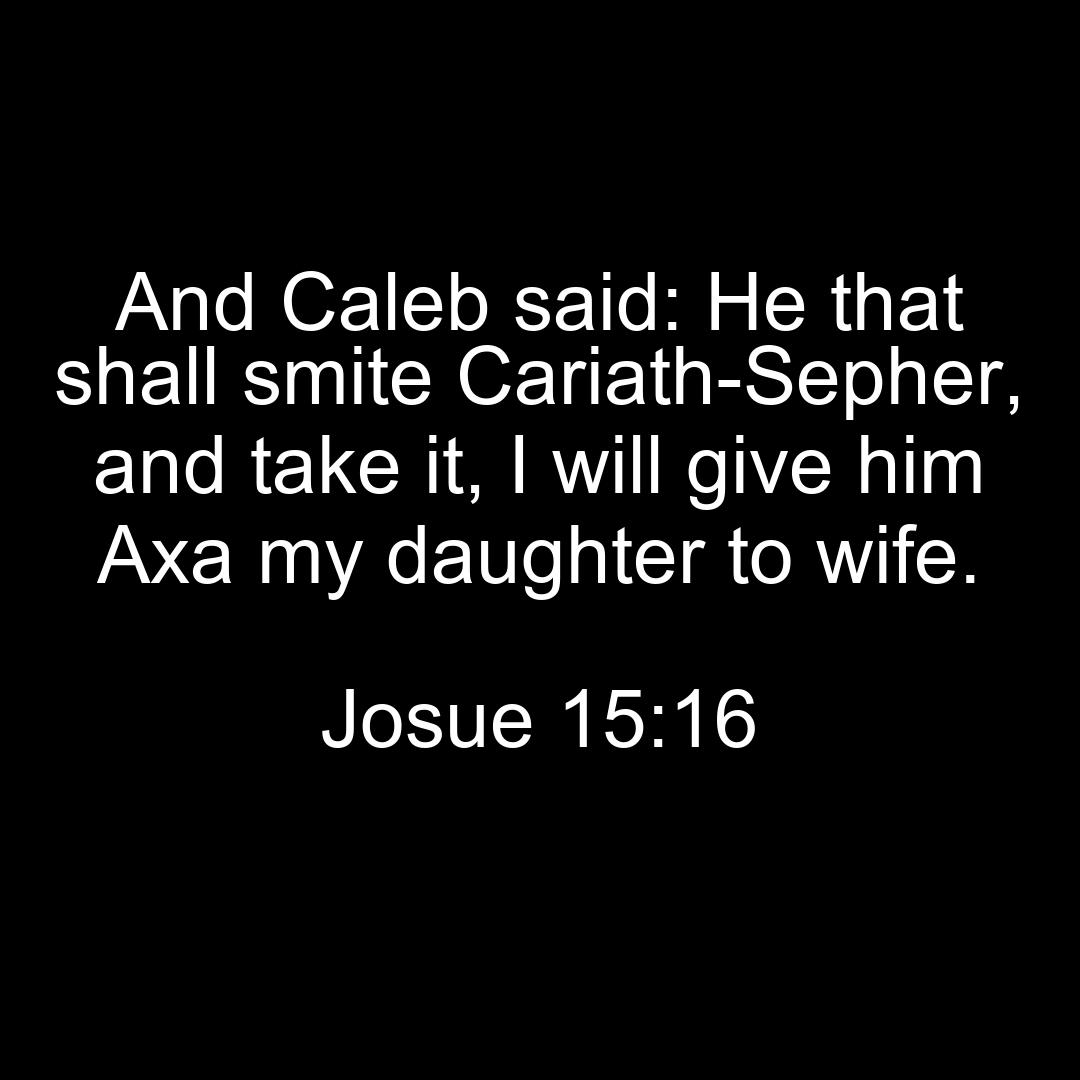 And Caleb said: He that
shall smite Cariath-Sepher,
and take it, I will give him
Axa my daughter to wife.
Josue 15:16